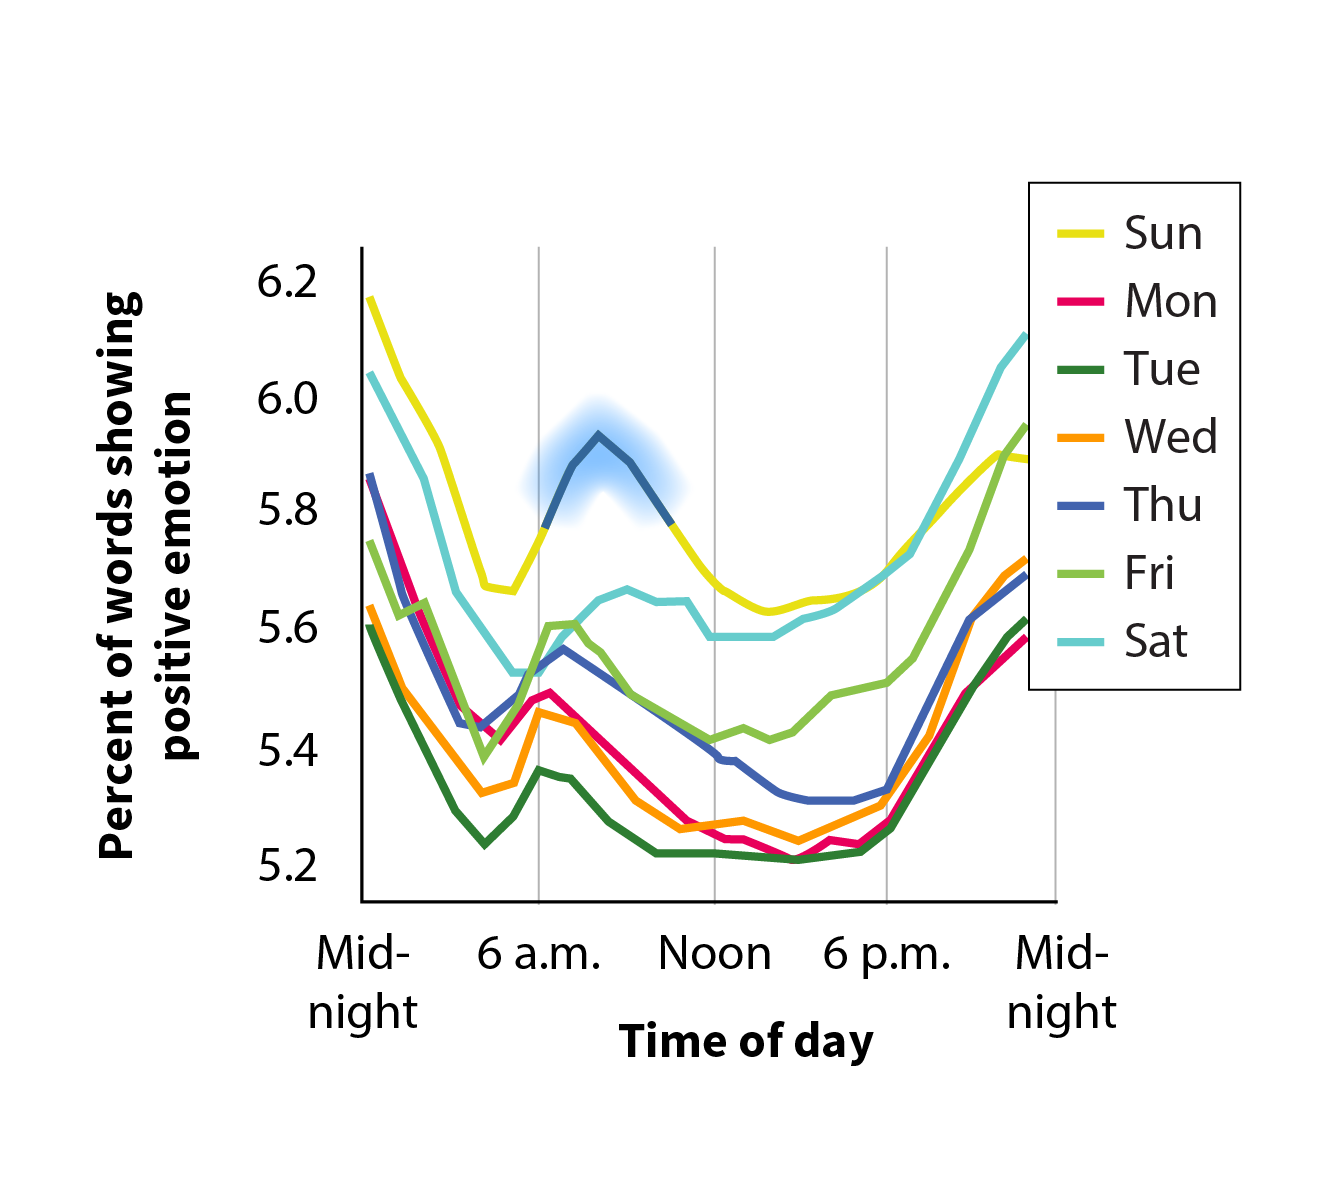 Percent of words showing
positive emotion
6.2
6.0
5.8
5.6
5.4
5.2
Sun
Mon
Tue
Wed
Thu
Fri
Sat
Mid-
night
6 a.m.
Noon
6 p.m.
Mid-
night
Time of day